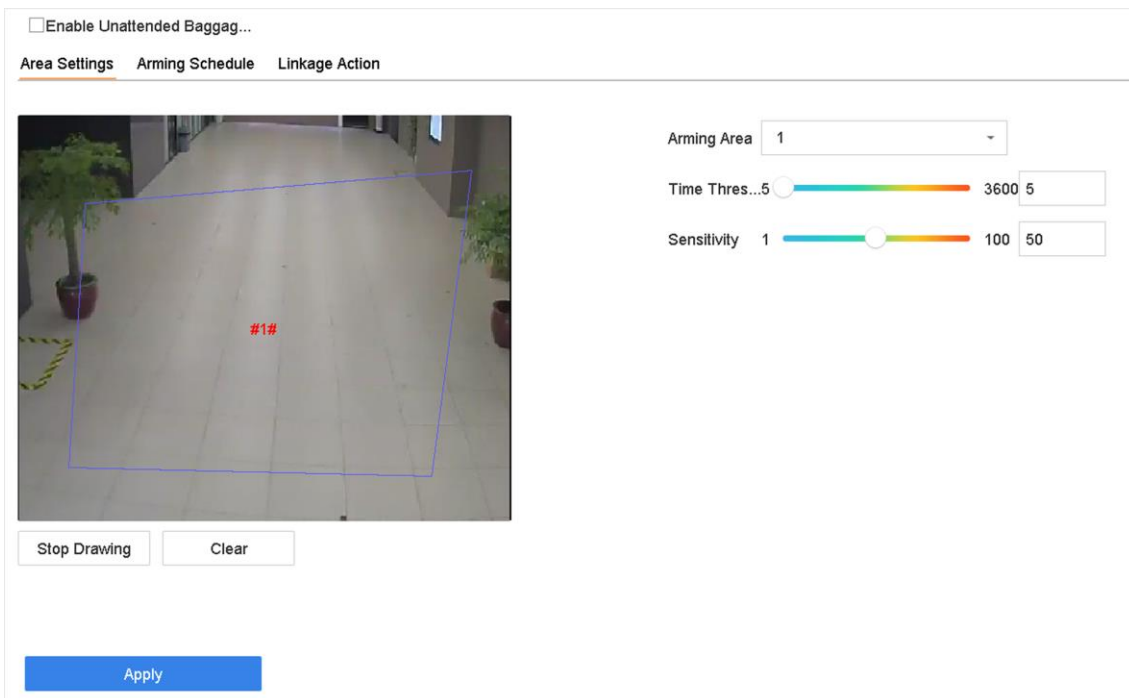 Enable Unattended Baggag...
Area Settings Arming Schedule Linkage Action
Arming Area 1
Time Thres...5 3600 5
Sensitivity 1 100 50
#1#
Stop Drawing Clear
Apply